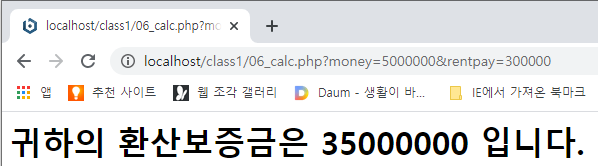 localhost/class1/06_calc.php?mo
localhost/class1/06_calc.php?money=5000000&rentpay=300000
앱 추천 사이트 웹 조각 갤러리 Daum - 생활이 바... IE에서 가져온 북마크
귀하의 환산보증금은 35000000 입니다.